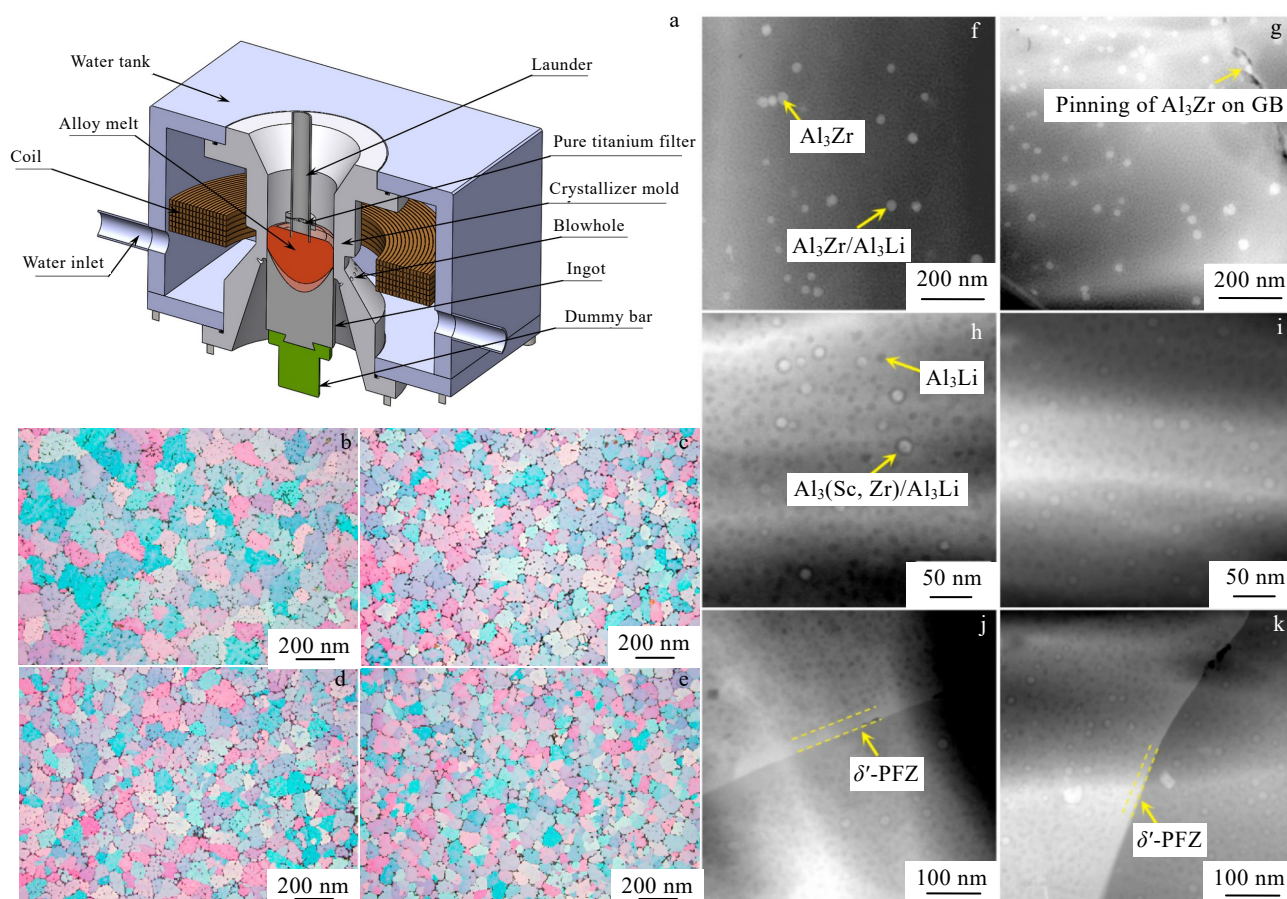 a
Water tank
Alloy melt
Coil
Water inlet
Launder
Pure titanium filter
Crystallizer mold
Blowhole
Ingot
Dummy bar
b
200 nm
c
200 nm
d
200 nm
e
200 nm
f
Al₃Zr
Al₃Zr/Al₃Li
200 nm
g
Pinning of Al₃Zr on GB
200 nm
h
Al₃Li
Al₃(Sc, Zr)/Al₃Li
50 nm
i
50 nm
j
δ′-PFZ
100 nm
k
δ′-PFZ
100 nm